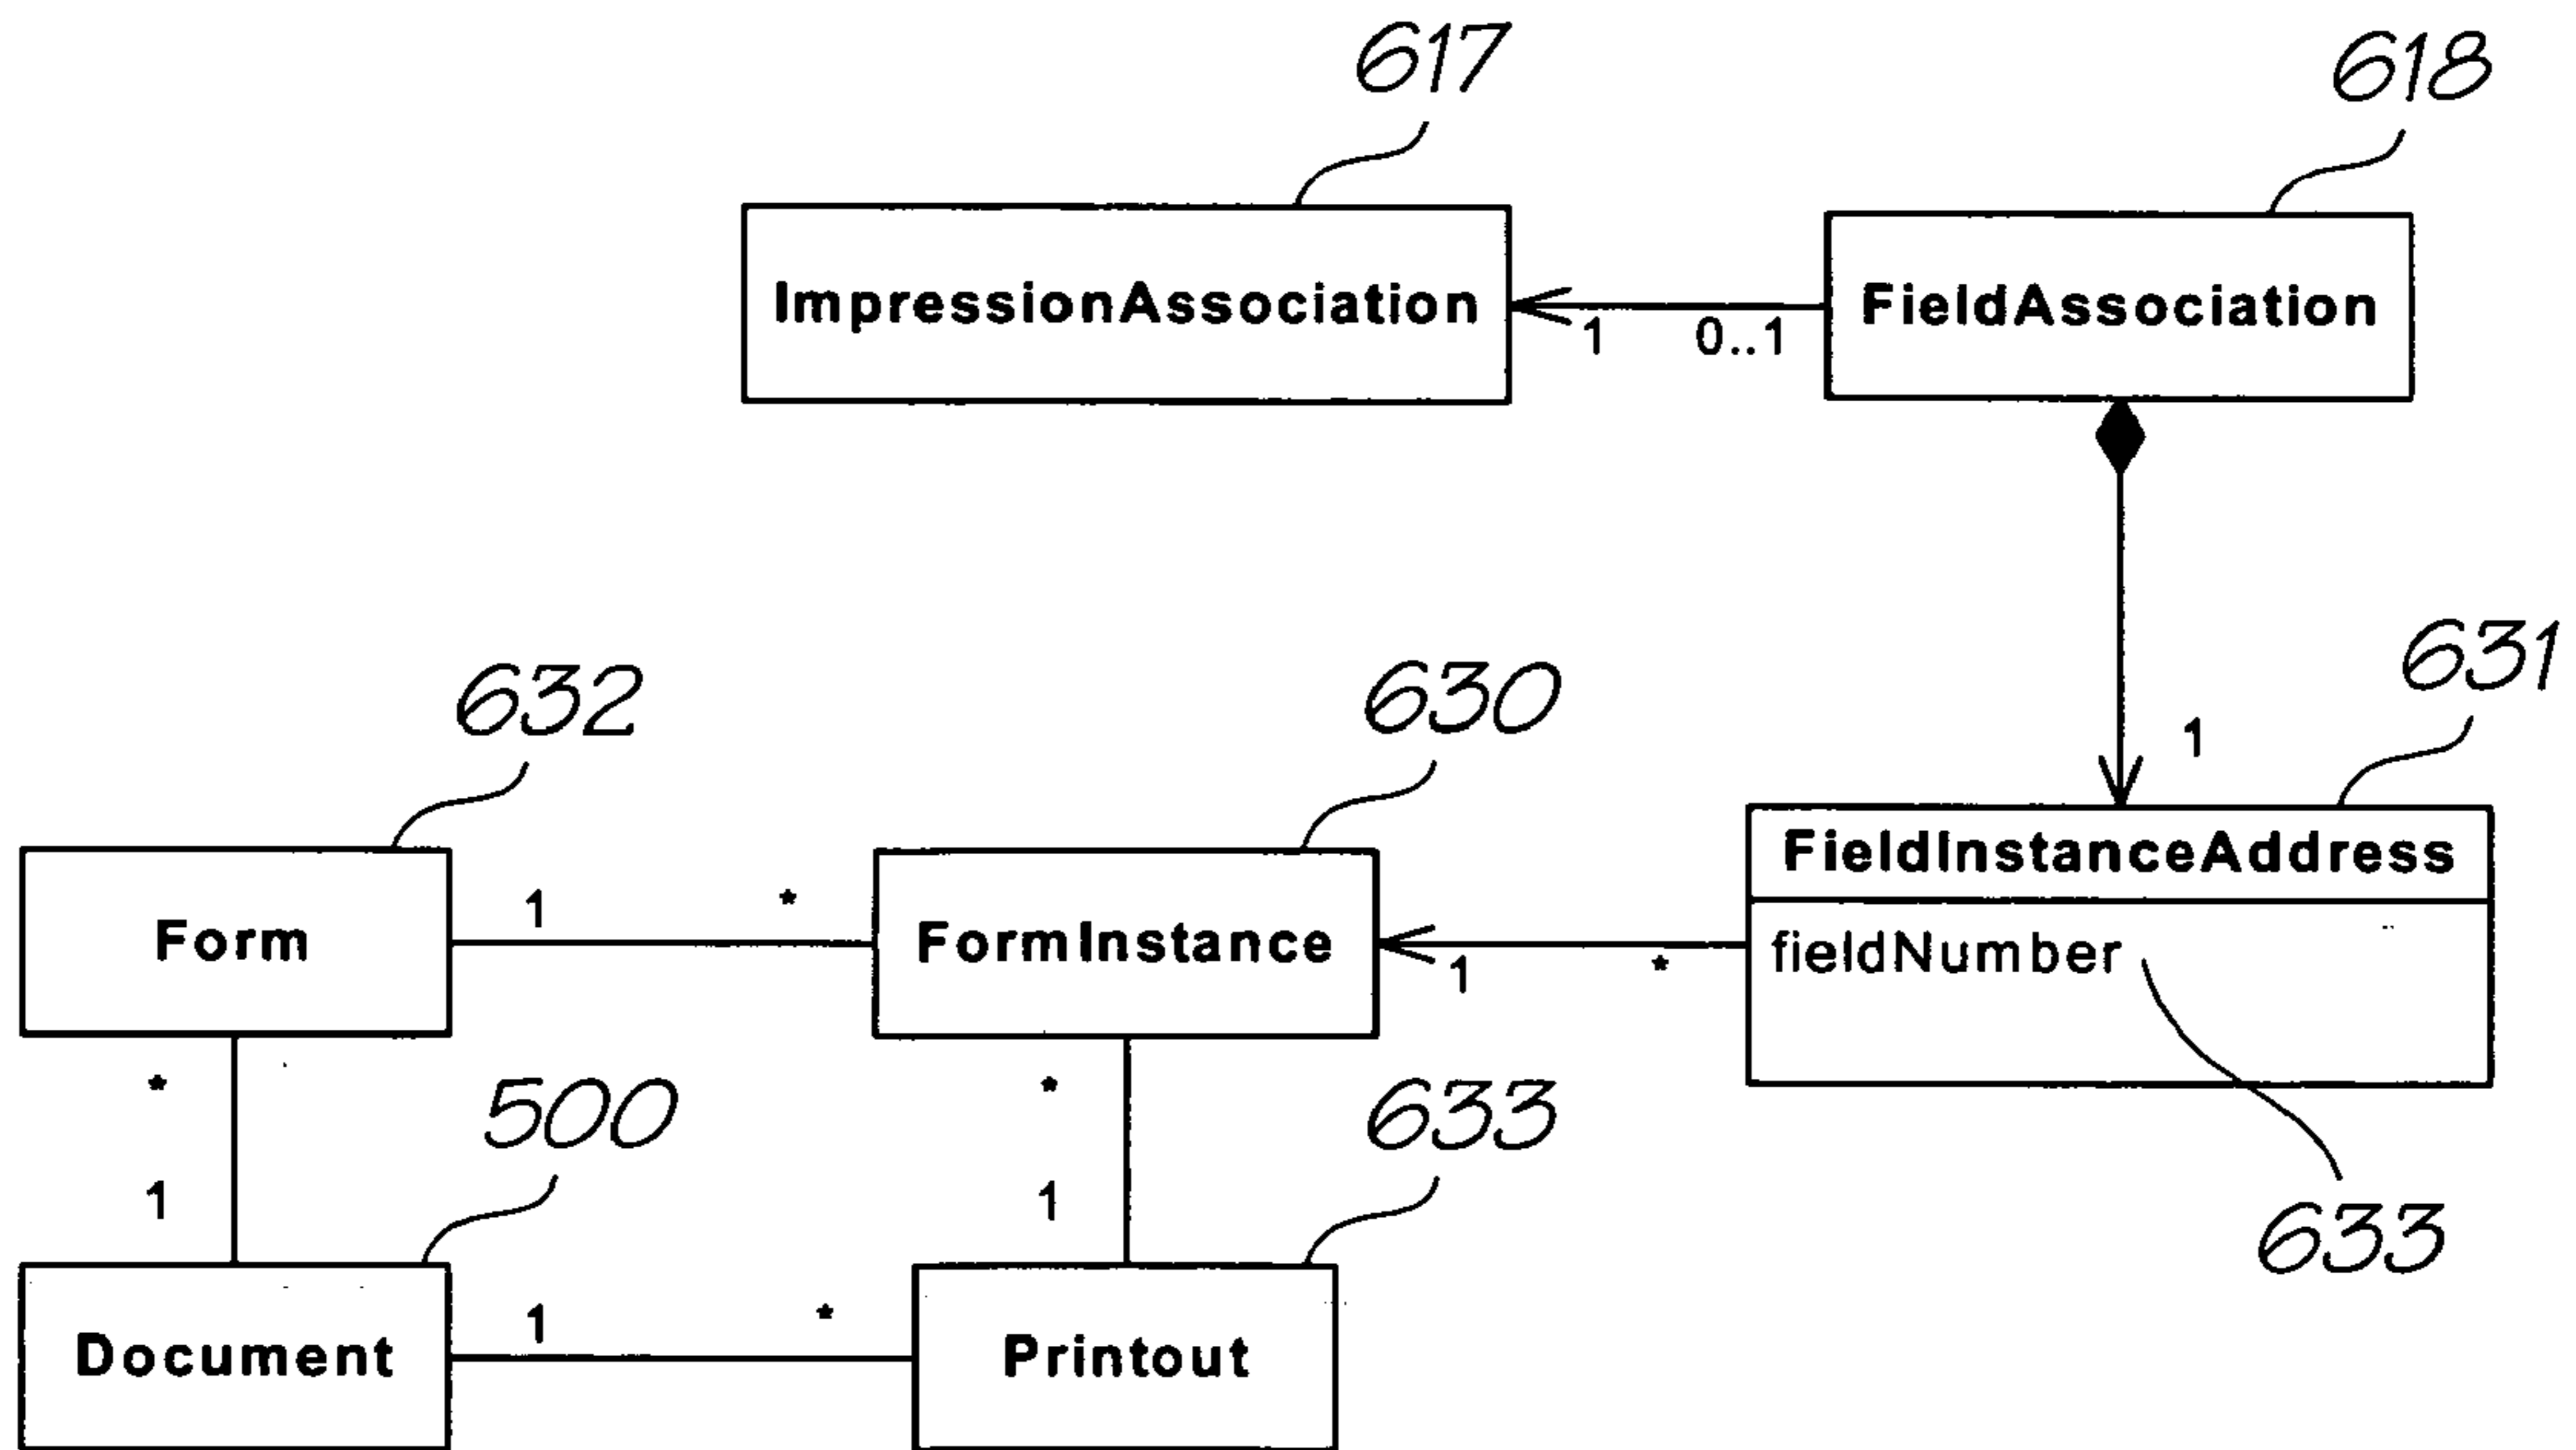 617
618
ImpressionAssociation
1
0..1
FieldAssociation
1
632
630
631
Form
1
*
FormInstance
1
*
FieldInstanceAddress
fieldNumber
633
*
1
*
1
500
633
Document
1
*
Printout